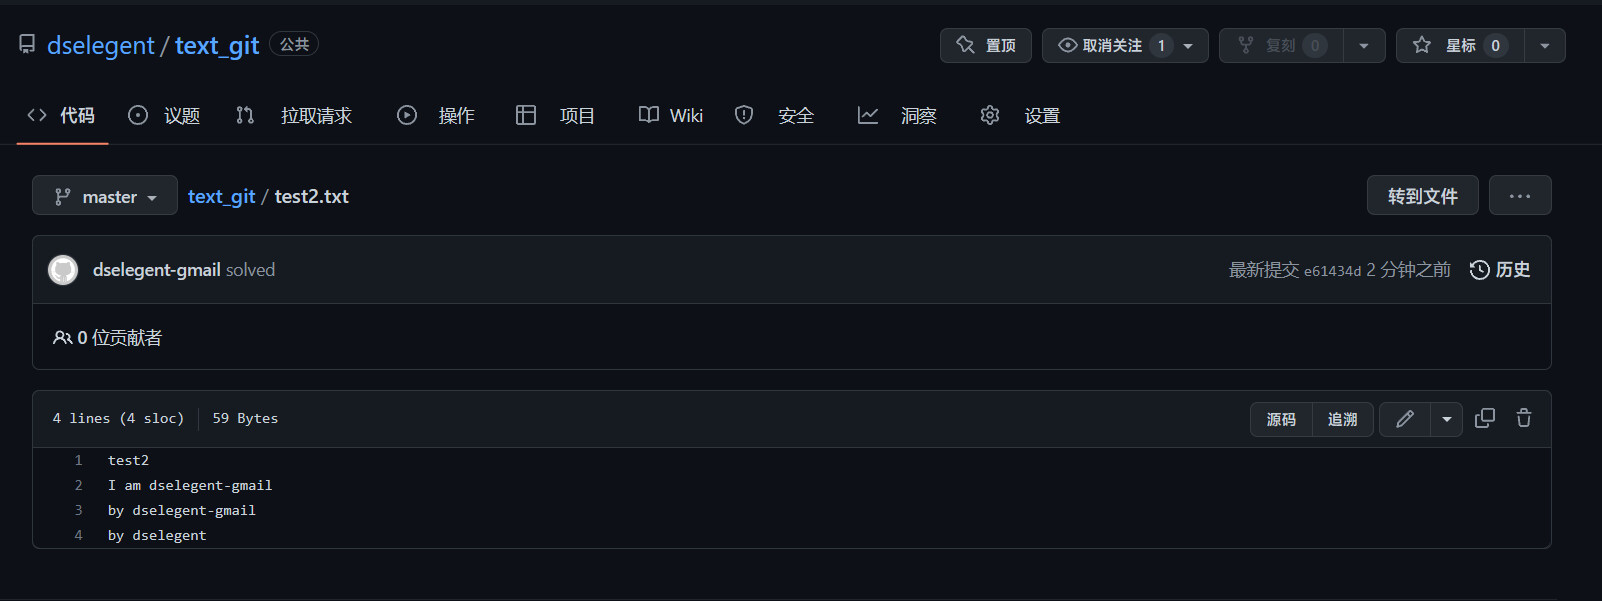 dselegent / text_git 公共
置顶 取消关注 1 复刻 0 星标 0
代码 议题 拉取请求 操作 项目 Wiki 安全 洞察 设置
master text_git / test2.txt 转到文件 ...
dselegent-gmail solved 最新提交 e61434d 2 分钟之前 历史
0 位贡献者
4 lines (4 sloc) 59 Bytes 源码 追溯
1 test2
2 I am dselegent-gmail
3 by dselegent-gmail
4 by dselegent